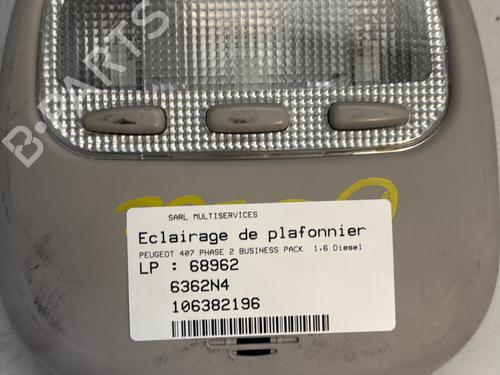 B-PARTS
SARL MULTISERVICES
Eclairage de plafonnier
PEUGEOT 407 PHASE 2 BUSINESS PACK 1.6 Diesel
LP : 68962
6362N4
106382196